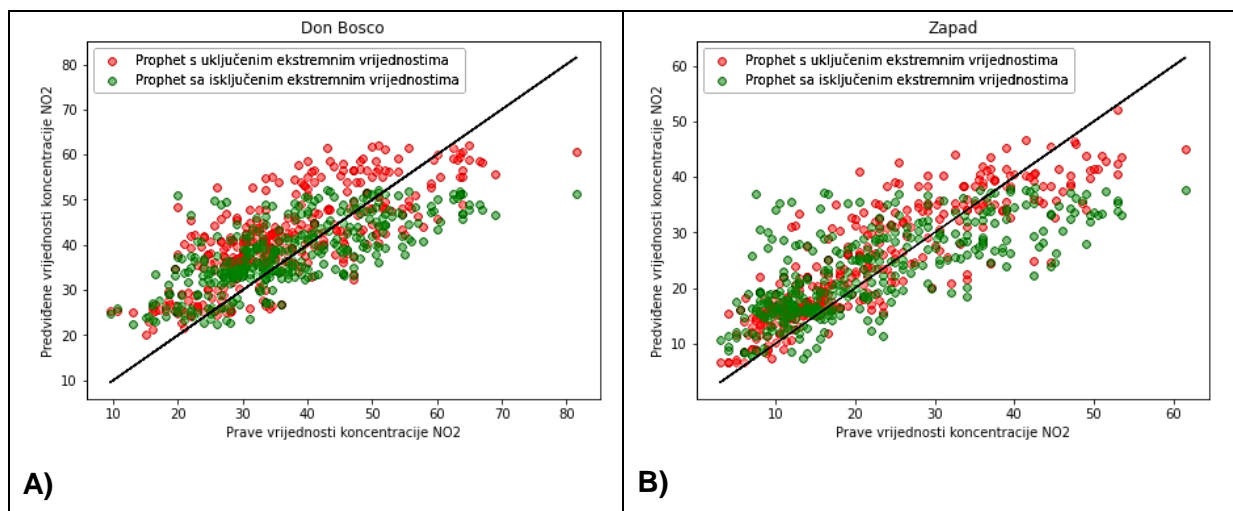 Don Bosco
Prophet s uključenim ekstremnim vrijednostima
Prophet sa isključenim ekstremnim vrijednostima
Predviđene vrijednosti koncentracije NO2
80
70
60
50
40
30
20
10
10 20 30 40 50 60 70 80
Prave vrijednosti koncentracije NO2
A)
Zapad
Prophet s uključenim ekstremnim vrijednostima
Prophet sa isključenim ekstremnim vrijednostima
Predviđene vrijednosti koncentracije NO2
60
50
40
30
20
10
10 20 30 40 50 60
Prave vrijednosti koncentracije NO2
B)